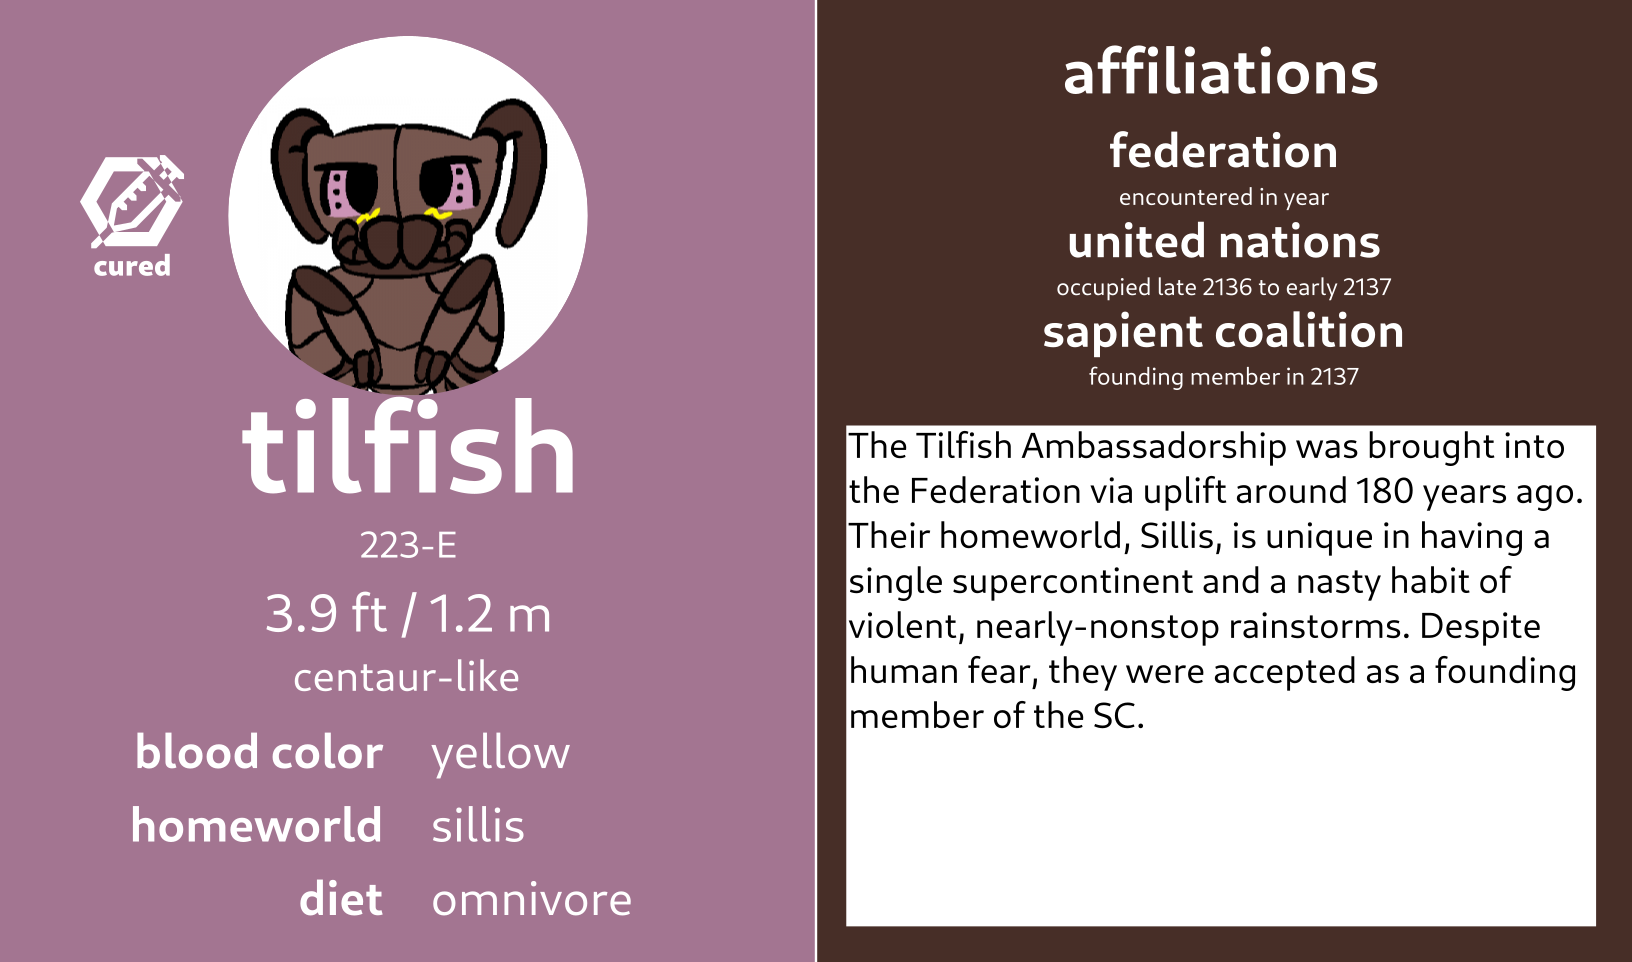 cured
tilfish
223-E
3.9 ft / 1.2 m
centaur-like
blood color yellow
homeworld sillis
diet omnivore
affiliations
federation
encountered in year
united nations
occupied late 2136 to early 2137
sapient coalition
founding member in 2137
The Tilfish Ambassadorship was brought into
the Federation via uplift around 180 years ago.
Their homeworld, Sillis, is unique in having a
single supercontinent and a nasty habit of
violent, nearly-nonstop rainstorms. Despite
human fear, they were accepted as a founding
member of the SC.